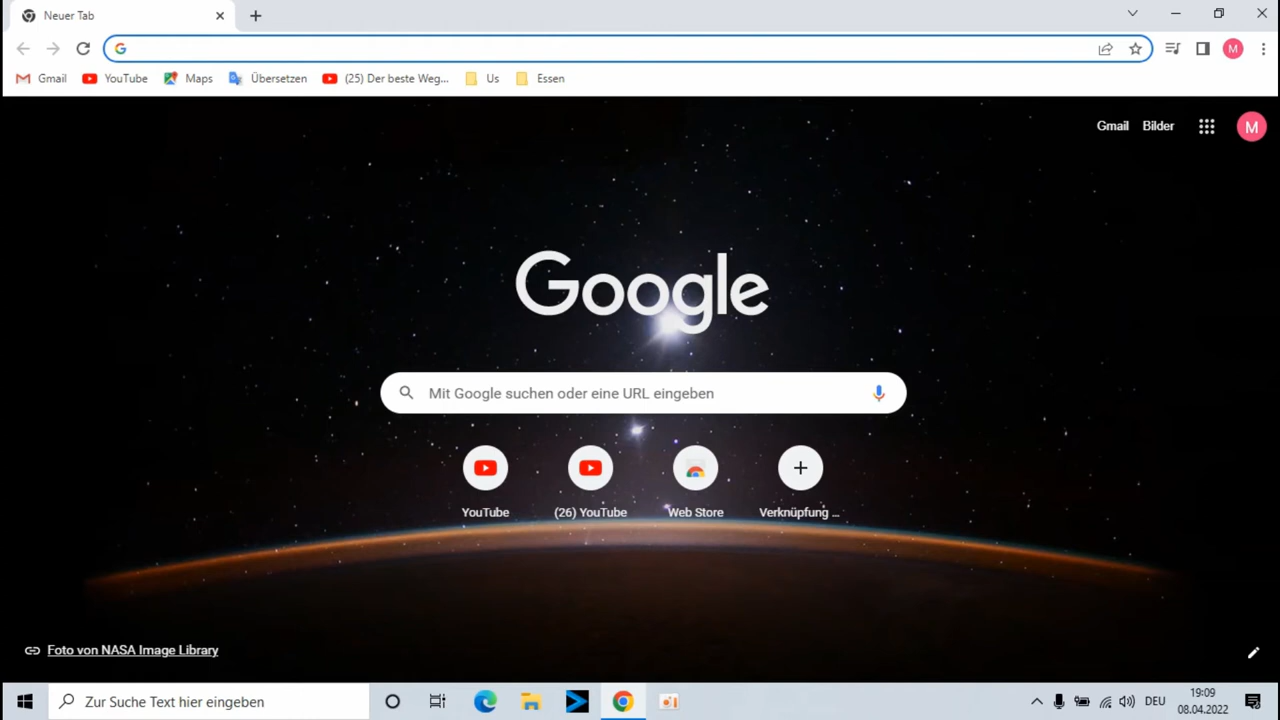 Neuer Tab
Gmail YouTube Maps Übersetzen (25) Der beste Weg... Us Essen
M
Gmail Bilder M
Google
Mit Google suchen oder eine URL eingeben
YouTube (26) YouTube Web Store Verknüpfung ...
Foto von NASA Image Library
Zur Suche Text hier eingeben
DEU
19:09
08.04.2022